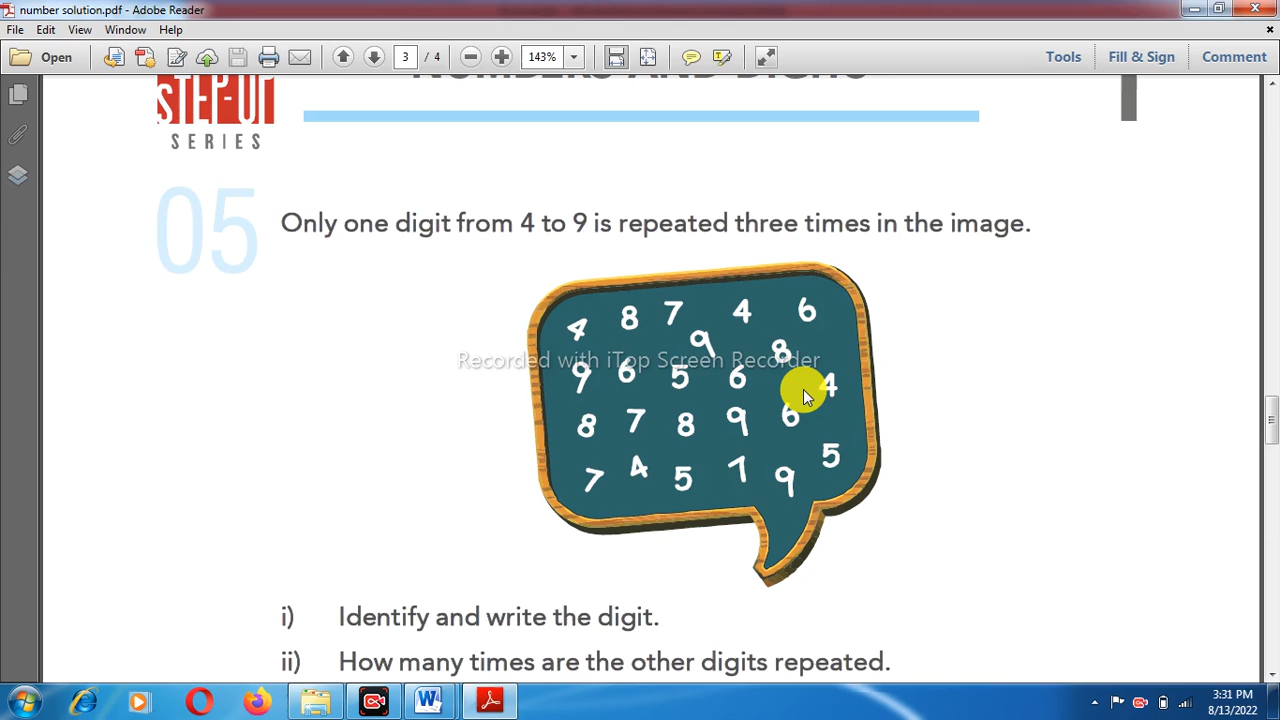 number solution.pdf - Adobe Reader
File Edit View Window Help
Open 3 / 4 143% Tools Fill & Sign Comment
NUMBERS AND DIGITS
STEP-UP
SERIES
05
Only one digit from 4 to 9 is repeated three times in the image.
4 8 7 4 6
9 8
Recorded with iTop Screen Recorder
9 6 5 6 4
8 7 8 9 6
7 4 5 7 9 5
i) Identify and write the digit.
ii) How many times are the other digits repeated.
3:31 PM
8/13/2022